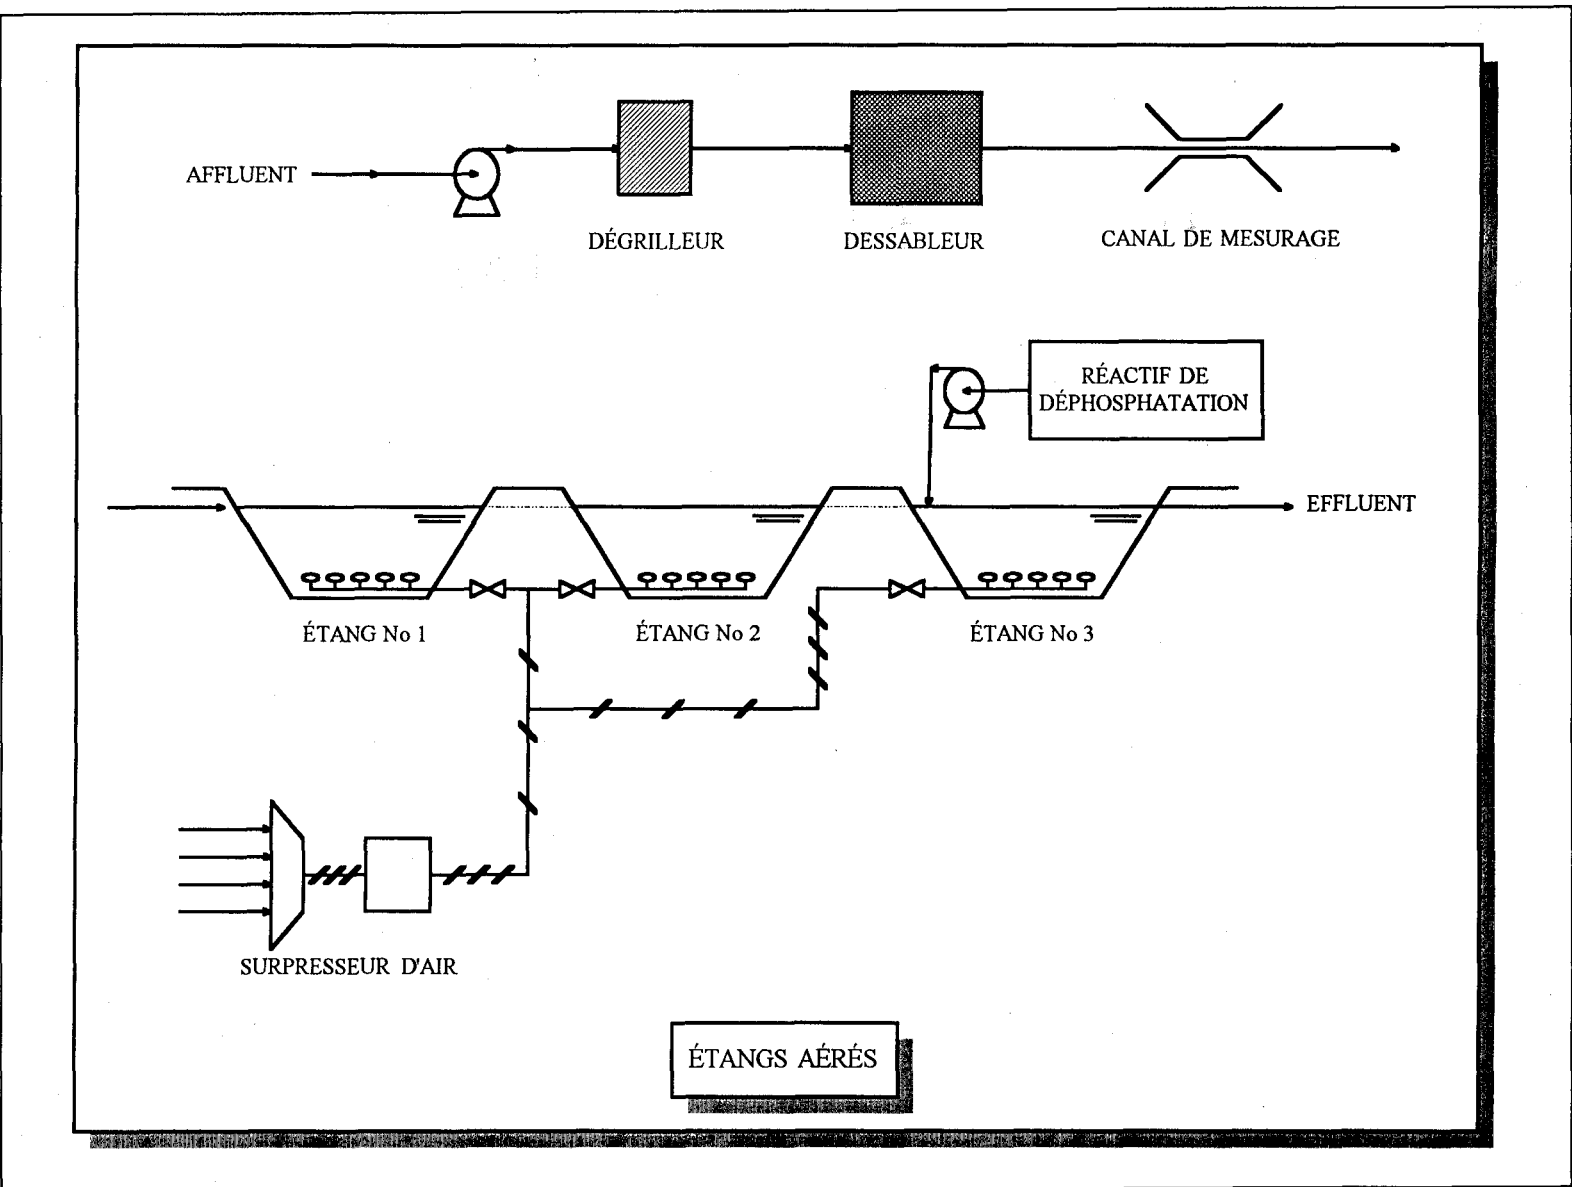 AFFLUENT
DÉGRILLEUR
DESSABLEUR
CANAL DE MESURAGE
RÉACTIF DE
DÉPHOSPHATATION
EFFLUENT
ÉTANG No 1
ÉTANG No 2
ÉTANG No 3
SURPRESSEUR D'AIR
ÉTANGS AÉRÉS